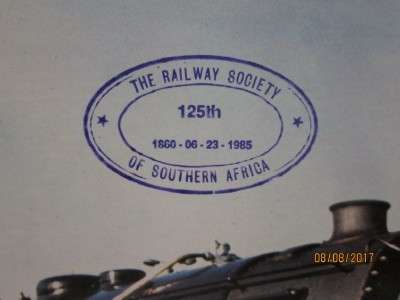 THE RAILWAY SOCIETY
125th
1860 - 06 - 23 - 1985
OF SOUTHERN AFRICA
08/08/2017